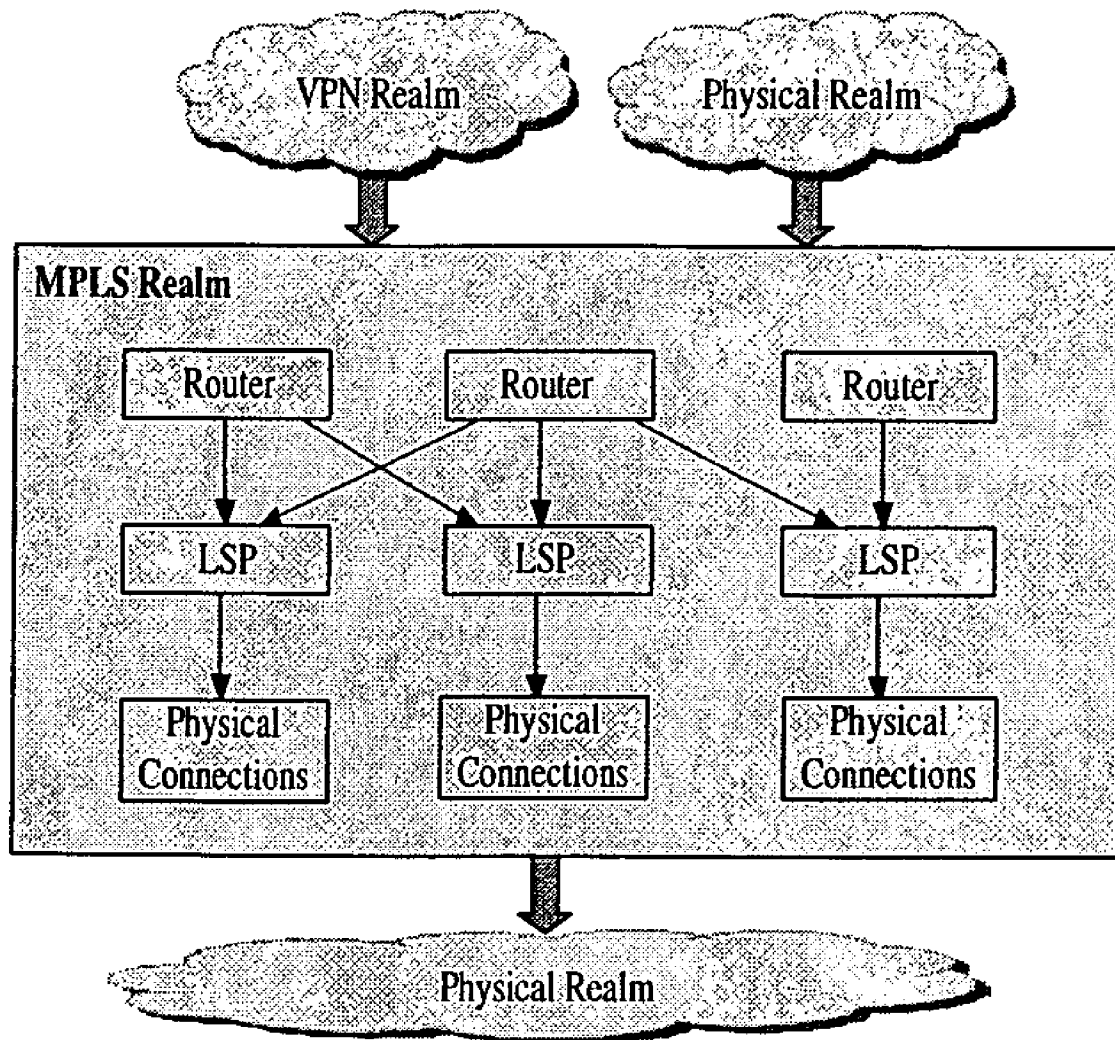 VPN Realm
Physical Realm
MPLS Realm
Router
Router
Router
LSP
LSP
LSP
Physical
Connections
Physical
Connections
Physical
Connections
Physical Realm